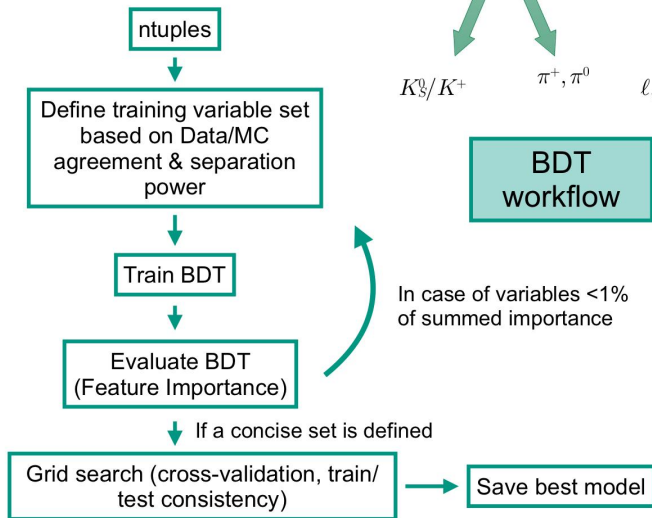 ntuples
Define training variable set
based on Data/MC
agreement & separation
power
Train BDT
Evaluate BDT
(Feature Importance)
If a concise set is defined
Grid search (cross-validation, train/
test consistency)
Save best model
In case of variables <1%
of summed importance
K_S^0/K^+
π^+, π^0
ℓ
BDT
workflow